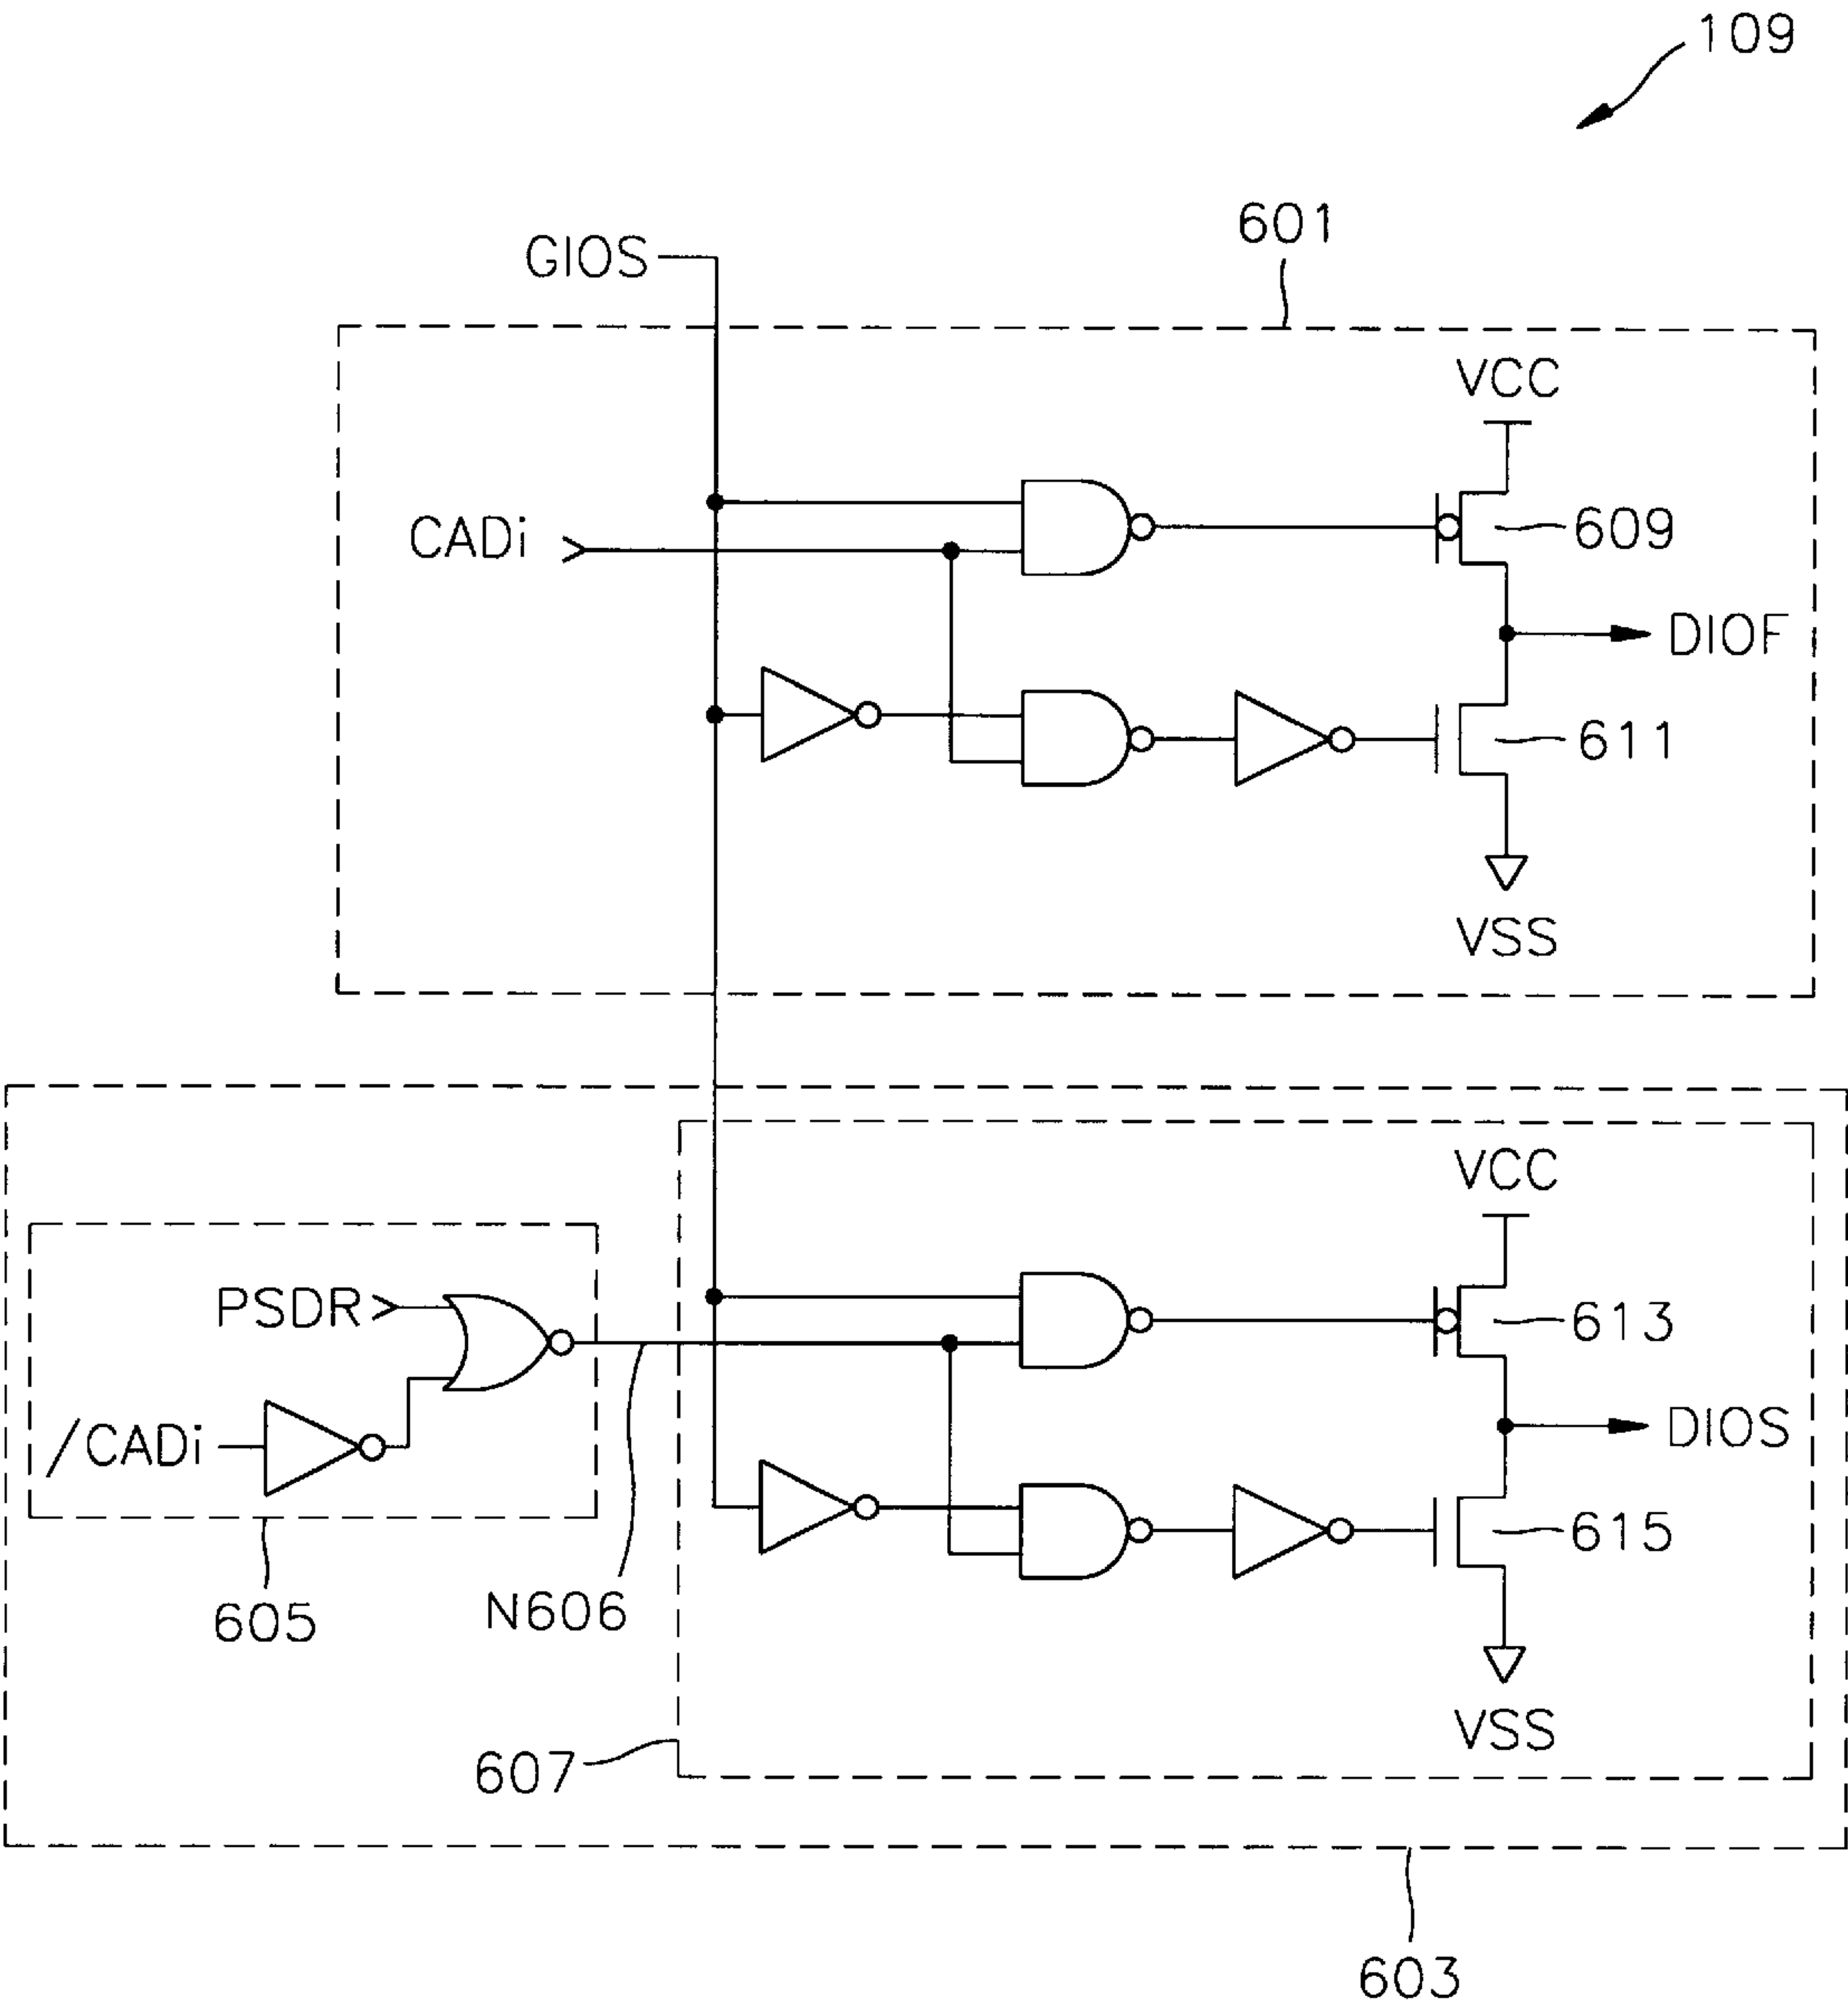 109
601
GIOS
VCC
CADi
609
DIOF
611
VSS
VCC
PSDR
613
/CADi
DIOS
615
605
N606
VSS
607
603